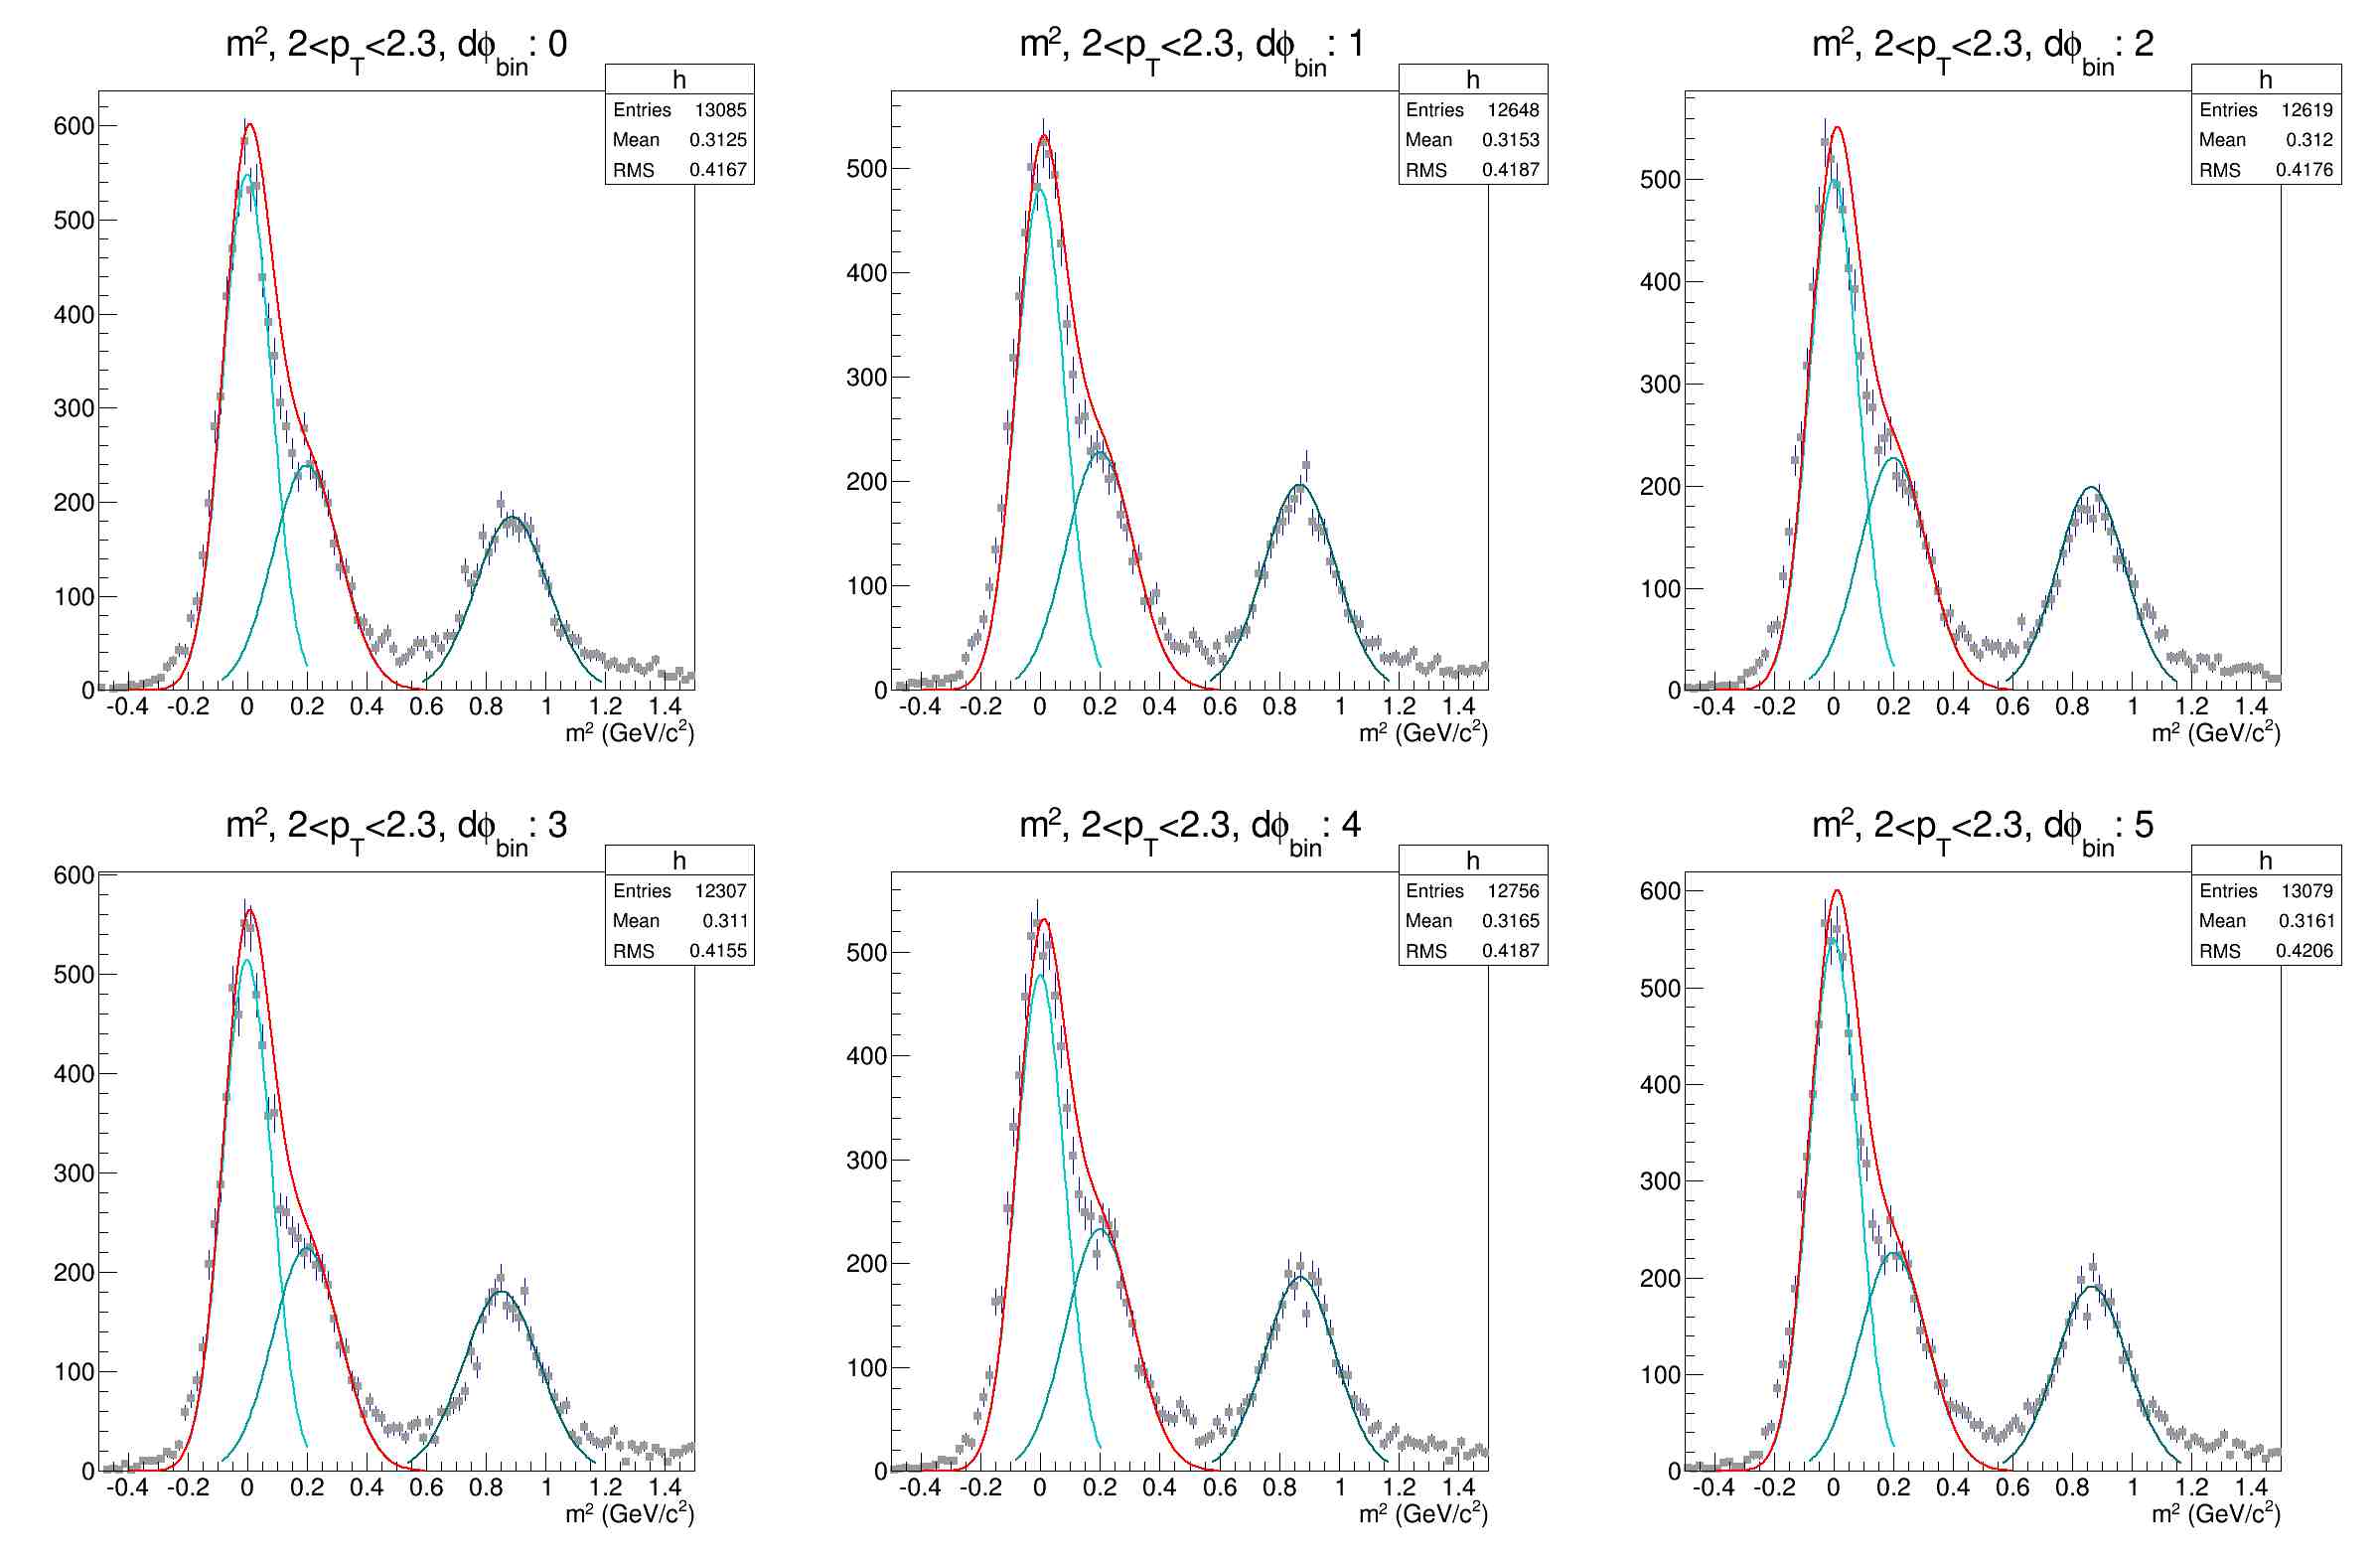 m², 2<p_T<2.3, dϕ_bin: 0
h
Entries 13085
Mean 0.3125
RMS 0.4167
600
500
400
300
200
100
0
-0.4 -0.2 0 0.2 0.4 0.6 0.8 1 1.2 1.4
m² (GeV/c²)
m², 2<p_T<2.3, dϕ_bin: 1
h
Entries 12648
Mean 0.3153
RMS 0.4187
500
400
300
200
100
0
-0.4 -0.2 0 0.2 0.4 0.6 0.8 1 1.2 1.4
m² (GeV/c²)
m², 2<p_T<2.3, dϕ_bin: 2
h
Entries 12619
Mean 0.312
RMS 0.4176
500
400
300
200
100
0
-0.4 -0.2 0 0.2 0.4 0.6 0.8 1 1.2 1.4
m² (GeV/c²)
m², 2<p_T<2.3, dϕ_bin: 3
h
Entries 12307
Mean 0.311
RMS 0.4155
600
500
400
300
200
100
0
-0.4 -0.2 0 0.2 0.4 0.6 0.8 1 1.2 1.4
m² (GeV/c²)
m², 2<p_T<2.3, dϕ_bin: 4
h
Entries 12756
Mean 0.3165
RMS 0.4187
500
400
300
200
100
0
-0.4 -0.2 0 0.2 0.4 0.6 0.8 1 1.2 1.4
m² (GeV/c²)
m², 2<p_T<2.3, dϕ_bin: 5
h
Entries 13079
Mean 0.3161
RMS 0.4206
600
500
400
300
200
100
0
-0.4 -0.2 0 0.2 0.4 0.6 0.8 1 1.2 1.4
m² (GeV/c²)